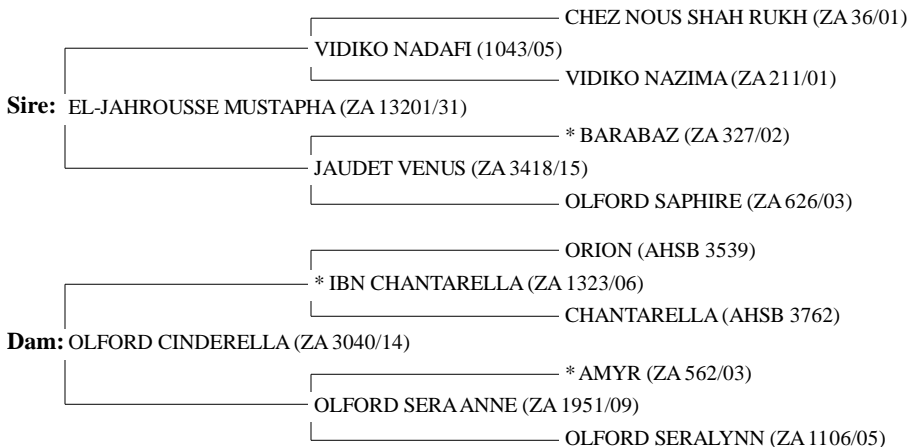 CHEZ NOUS SHAH RUKH (ZA 36/01)
VIDIKO NADAFI (1043/05)
VIDIKO NAZIMA (ZA 211/01)
Sire: EL-JAHROUSSE MUSTAPHA (ZA 13201/31)
* BARABAZ (ZA 327/02)
JAUDET VENUS (ZA 3418/15)
OLFORD SAPHIRE (ZA 626/03)
ORION (AHSB 3539)
* IBN CHANTARELLA (ZA 1323/06)
CHANTARELLA (AHSB 3762)
Dam: OLFORD CINDERELLA (ZA 3040/14)
* AMYR (ZA 562/03)
OLFORD SERA ANNE (ZA 1951/09)
OLFORD SERALYNN (ZA 1106/05)